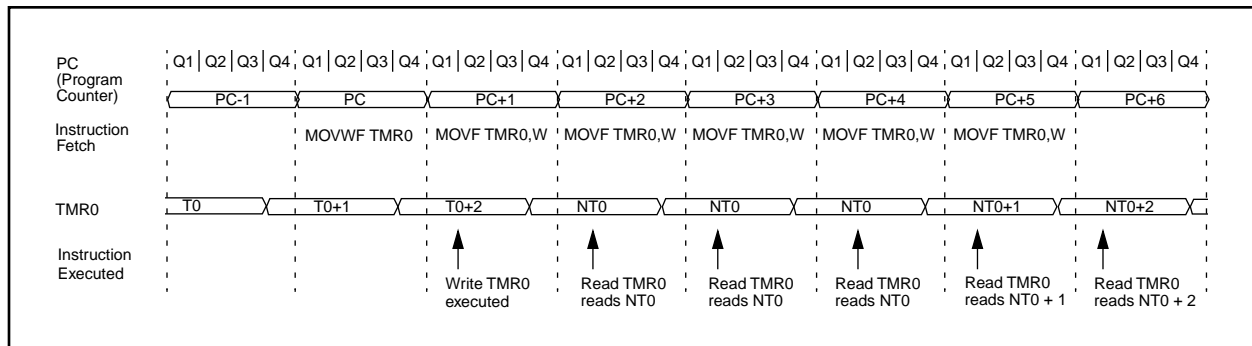 PC
(Program
Counter)
Q1 Q2 Q3 Q4 Q1 Q2 Q3 Q4 Q1 Q2 Q3 Q4 Q1 Q2 Q3 Q4 Q1 Q2 Q3 Q4 Q1 Q2 Q3 Q4 Q1 Q2 Q3 Q4 Q1 Q2 Q3 Q4
PC-1 PC PC+1 PC+2 PC+3 PC+4 PC+5 PC+6
Instruction
Fetch
MOVWF TMR0 MOVF TMR0,W MOVF TMR0,W MOVF TMR0,W MOVF TMR0,W MOVF TMR0,W
TMR0
T0 T0+1 T0+2 NT0 NT0 NT0 NT0+1 NT0+2
Instruction
Executed
Write TMR0
executed
Read TMR0
reads NT0
Read TMR0
reads NT0
Read TMR0
reads NT0
Read TMR0
reads NT0 + 1
Read TMR0
reads NT0 + 2